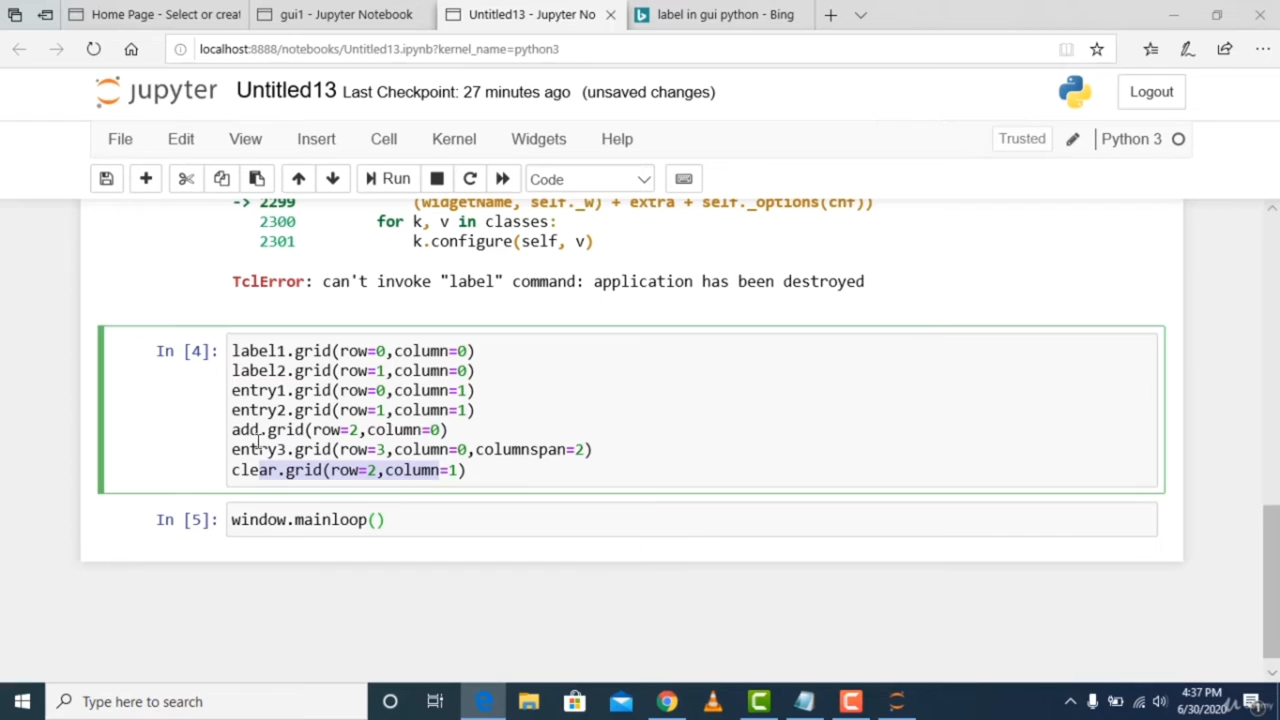 Home Page - Select or creat
gui1 - Jupyter Notebook
Untitled13 - Jupyter No
label in gui python - Bing
localhost:8888/notebooks/Untitled13.ipynb?kernel_name=python3
jupyter Untitled13 Last Checkpoint: 27 minutes ago (unsaved changes)
Logout
File Edit View Insert Cell Kernel Widgets Help
Trusted
Python 3
Run
Code
-> 2299 (widgetName, self._w) + extra + self._options(cnf))
2300 for k, v in classes:
2301 k.configure(self, v)
TclError: can't invoke "label" command: application has been destroyed
In [4]: label1.grid(row=0,column=0)
label2.grid(row=1,column=0)
entry1.grid(row=0,column=1)
entry2.grid(row=1,column=1)
add.grid(row=2,column=0)
entry3.grid(row=3,column=0,columnspan=2)
clear.grid(row=2,column=1)
In [5]: window.mainloop()
Type here to search
4:37 PM
6/30/2020